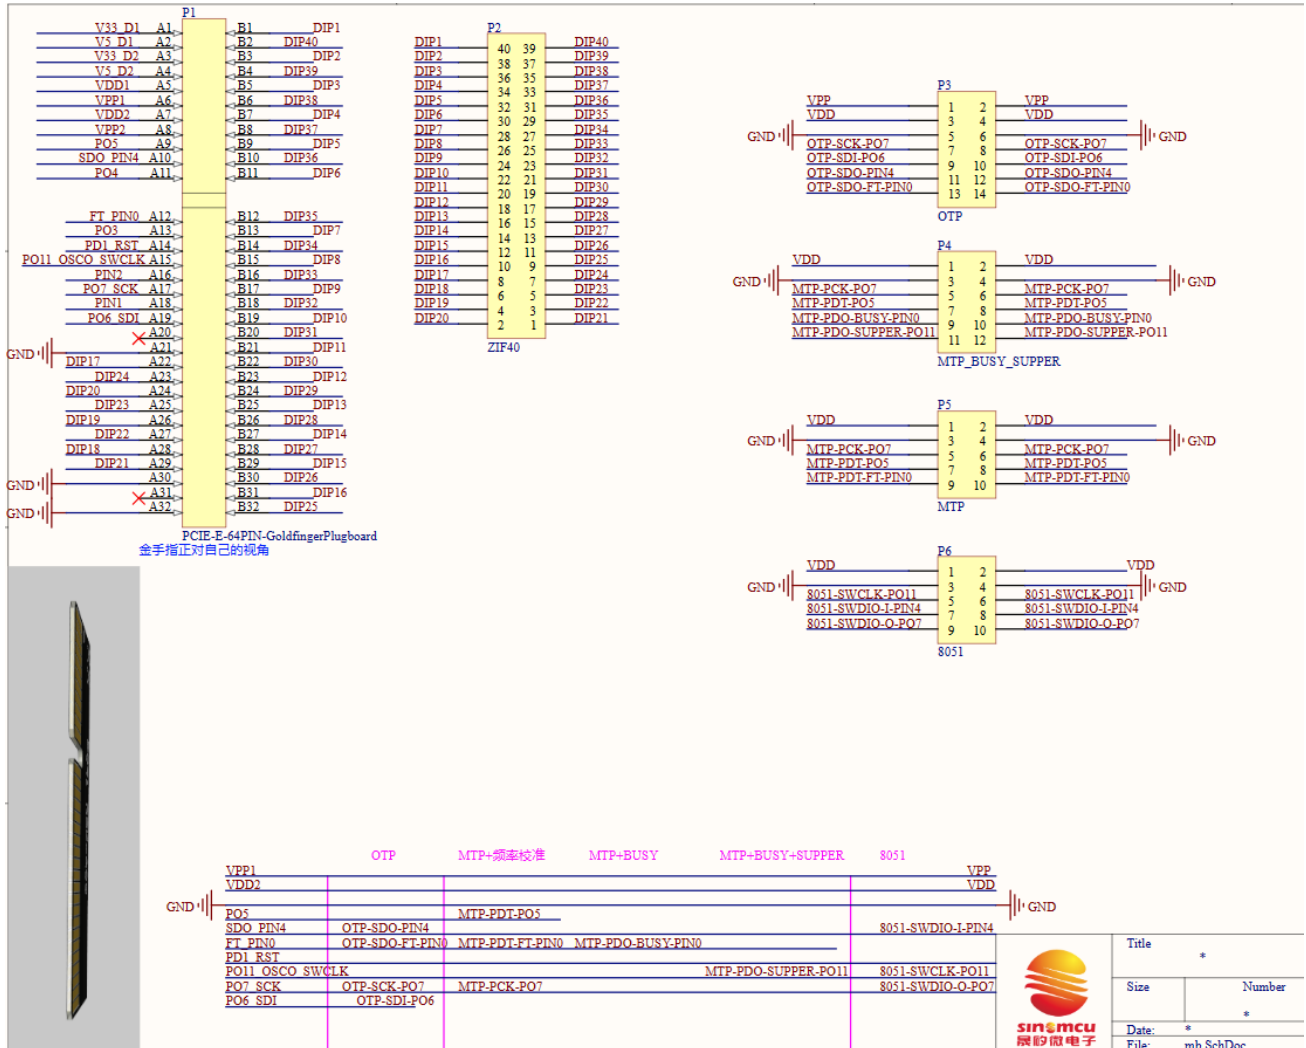 P1
V33_D1 A1 B1 DIP1
V5_D1 A2 B2 DIP40
V33_D2 A3 B3 DIP2
V5_D2 A4 B4 DIP39
VDD1 A5 B5 DIP3
VPP1 A6 B6 DIP38
VDD2 A7 B7 DIP4
VPP2 A8 B8 DIP37
PO5 A9 B9 DIP5
SDO_PIN4 A10 B10 DIP36
PO4 A11 B11 DIP6
FT_PIN0 A12 B12 DIP35
PO3 A13 B13 DIP7
PD1_RST A14 B14 DIP34
PO11_OSCO_SWCLK A15 B15 DIP8
PIN2 A16 B16 DIP33
PO7_SCK A17 B17 DIP9
PIN1 A18 B18 DIP32
PO6_SDI A19 B19 DIP10
A20 B20 DIP31
GND A21 B21 DIP11
DIP17 A22 B22 DIP30
DIP24 A23 B23 DIP12
DIP20 A24 B24 DIP29
DIP23 A25 B25 DIP13
DIP19 A26 B26 DIP28
DIP22 A27 B27 DIP14
DIP18 A28 B28 DIP27
DIP21 A29 B29 DIP15
GND A30 B30 DIP26
A31 B31 DIP16
GND A32 B32 DIP25
PCIE-E-64PIN-GoldfingerPlugboard
金手指正对自己的视角
P2
DIP1 40 39 DIP40
DIP2 38 37 DIP39
DIP3 36 35 DIP38
DIP4 34 33 DIP37
DIP5 32 31 DIP36
DIP6 30 29 DIP35
DIP7 28 27 DIP34
DIP8 26 25 DIP33
DIP9 24 23 DIP32
DIP10 22 21 DIP31
DIP11 20 19 DIP30
DIP12 18 17 DIP29
DIP13 16 15 DIP28
DIP14 14 13 DIP27
DIP15 12 11 DIP26
DIP16 10 9 DIP25
DIP17 8 7 DIP24
DIP18 6 5 DIP23
DIP19 4 3 DIP22
DIP20 2 1 DIP21
ZIF40
P3
VPP 1 2 VPP
VDD 3 4 VDD
GND 5 6 GND
OTP-SCK-PO7 7 8 OTP-SCK-PO7
OTP-SDI-PO6 9 10 OTP-SDI-PO6
OTP-SDO-PIN4 11 12 OTP-SDO-PIN4
OTP-SDO-FT-PIN0 13 14 OTP-SDO-FT-PIN0
OTP
P4
VDD 1 2 VDD
GND 3 4 GND
MTP-PCK-PO7 5 6 MTP-PCK-PO7
MTP-PDT-PO5 7 8 MTP-PDT-PO5
MTP-PDO-BUSY-PIN0 9 10 MTP-PDO-BUSY-PIN0
MTP-PDO-SUPPER-PO11 11 12 MTP-PDO-SUPPER-PO11
MTP_BUSY_SUPPER
P5
VDD 1 2 VDD
GND 3 4 GND
MTP-PCK-PO7 5 6 MTP-PCK-PO7
MTP-PDT-PO5 7 8 MTP-PDT-PO5
MTP-PDT-FT-PIN0 9 10 MTP-PDT-FT-PIN0
MTP
P6
VDD 1 2 VDD
GND 3 4 GND
8051-SWCLK-PO11 5 6 8051-SWCLK-PO11
8051-SWDIO-I-PIN4 7 8 8051-SWDIO-I-PIN4
8051-SWDIO-O-PO7 9 10 8051-SWDIO-O-PO7
8051
OTP MTP+频率校准 MTP+BUSY MTP+BUSY+SUPPER 8051
VPP1 VPP
VDD2 VDD
GND GND
PO5 MTP-PDT-PO5
SDO_PIN4 OTP-SDO-PIN4 8051-SWDIO-I-PIN4
FT_PIN0 OTP-SDO-FT-PIN0 MTP-PDT-FT-PIN0 MTP-PDO-BUSY-PIN0
PD1_RST
PO11_OSCO_SWCLK MTP-PDO-SUPPER-PO11 8051-SWCLK-PO11
PO7_SCK OTP-SCK-PO7 MTP-PCK-PO7 8051-SWDIO-O-PO7
PO6_SDI OTP-SDI-PO6
sinomcu
晟矽微电子
Title
*
Size Number
*
Date: *
File: mb.SchDoc